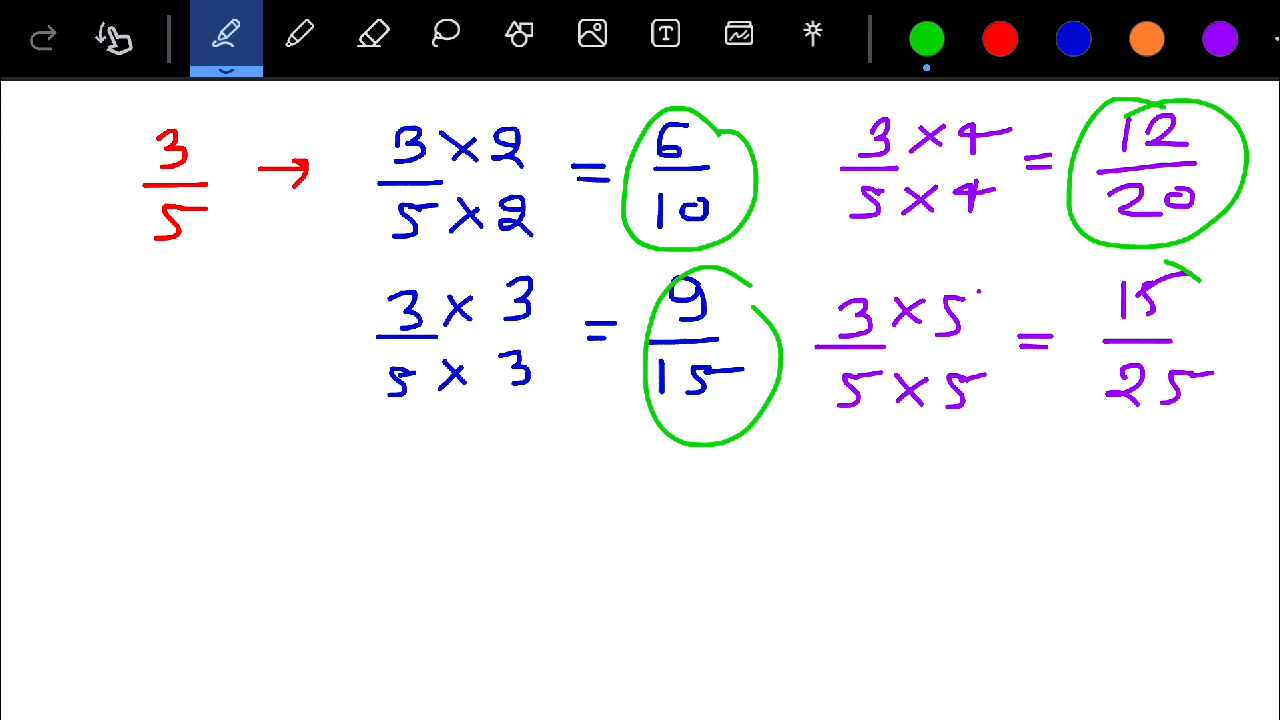 3/5 → 3 × 2 / 5 × 2 = 6/10
3 × 4 / 5 × 4 = 12/20
3 × 3 / 5 × 3 = 9/15
3 × 5 / 5 × 5 = 15/25